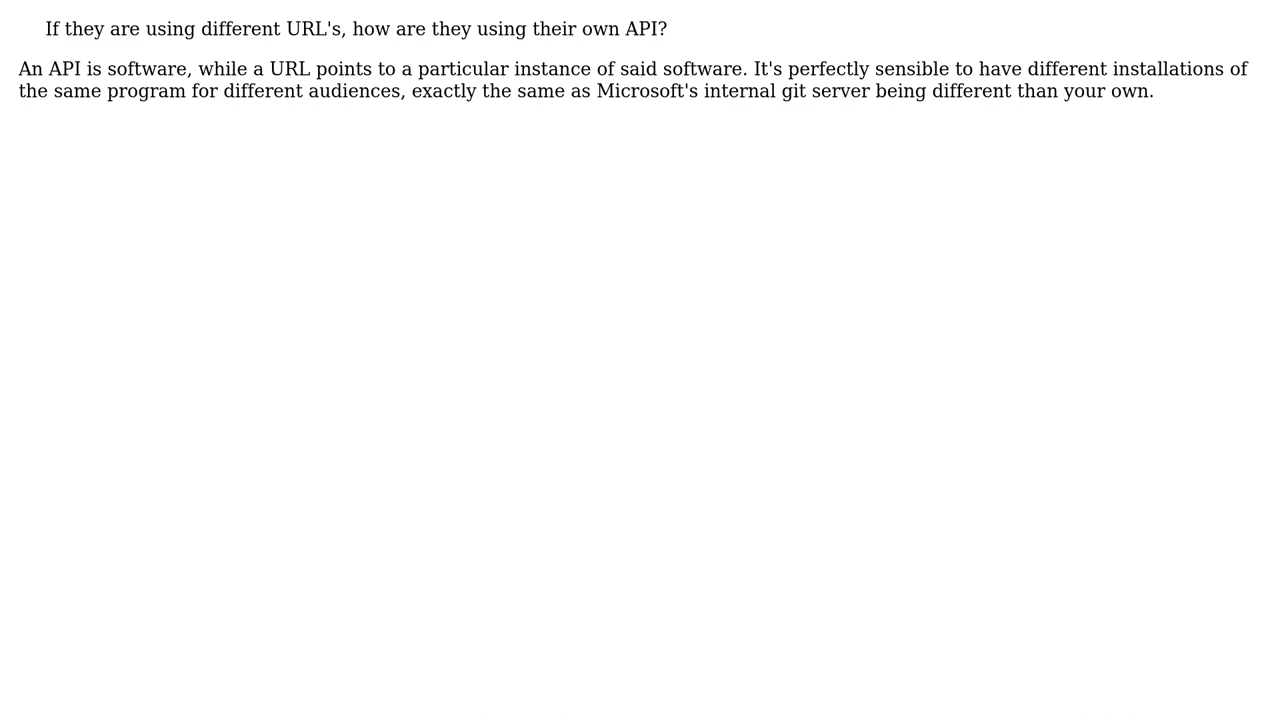 If they are using different URL's, how are they using their own API?
An API is software, while a URL points to a particular instance of said software. It's perfectly sensible to have different installations of
the same program for different audiences, exactly the same as Microsoft's internal git server being different than your own.